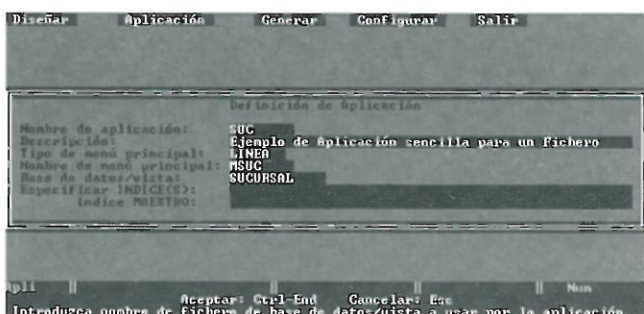 Diseñar Aplicación Generar Configurar Salir
Definición de Aplicación
Nombre de aplicación: SUC
Descripción: Ejemplo de Aplicación sencilla para un Fichero
Tipo de menú principal: LINEA
Nombre de menú principal: MSUC
Base de datos/vista: SUCURSAL
Especificar INDICE(S):
índice MAESTRO:
Apli Num
Aceptar: Ctrl-End Cancelar: Esc
Introduzca nombre de fichero de base de datos/vista a usar por la aplicación